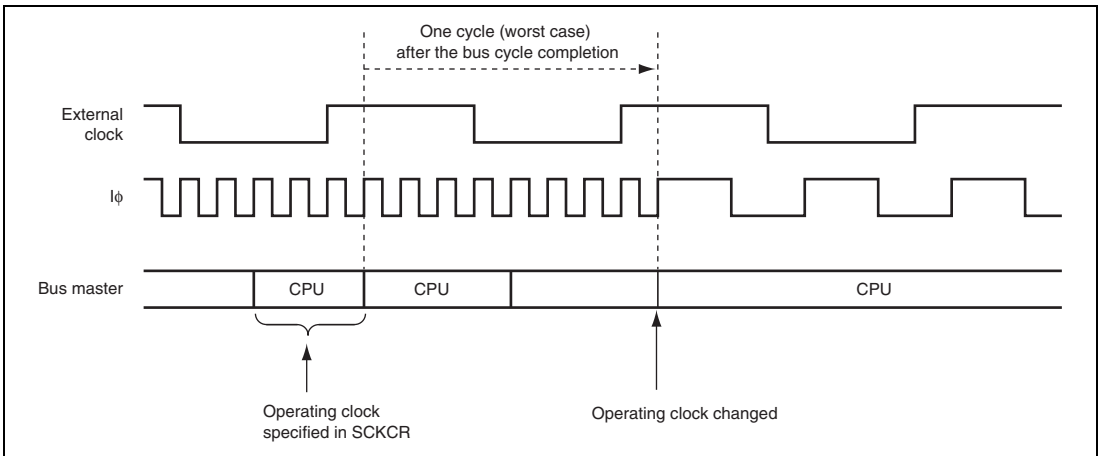 One cycle (worst case)
after the bus cycle completion
External
clock
Iϕ
Bus master
CPU
CPU
CPU
Operating clock
specified in SCKCR
Operating clock changed